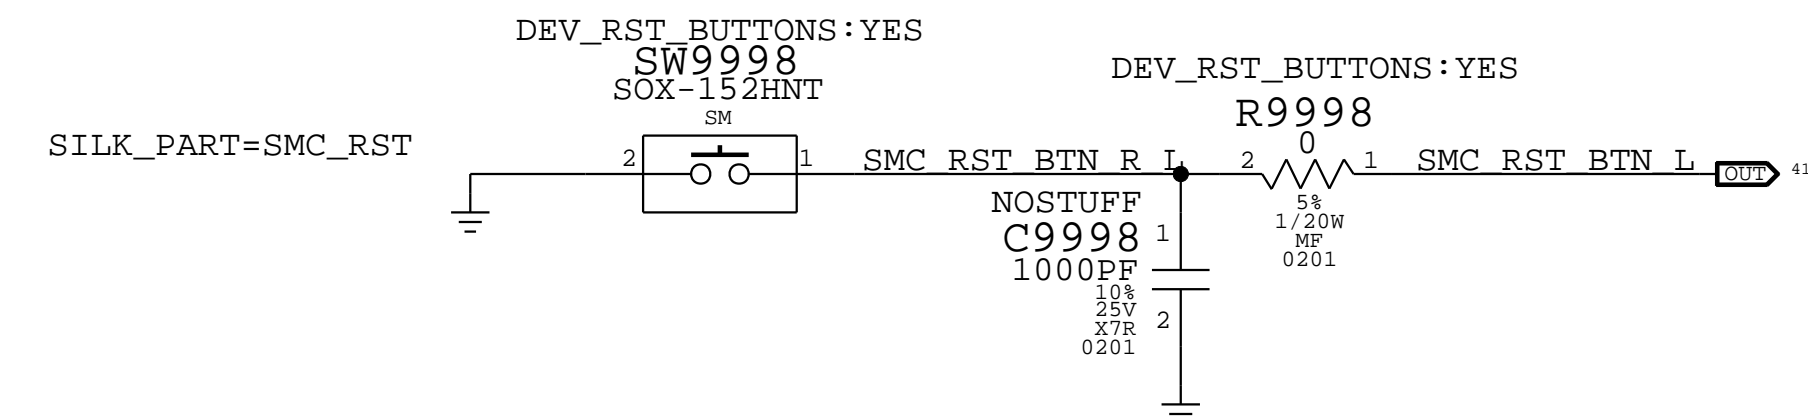 DEV_RST_BUTTONS:YES
SW9998
SOX-152HNT
SM
DEV_RST_BUTTONS:YES
R9998
0
SILK_PART=SMC_RST
2
1
SMC_RST_BTN_R_L
2
1
SMC_RST_BTN_L
OUT
41
5%
1/20W
MF
0201
NOSTUFF
C9998
1
1000PF
10%
25V
X7R
0201
2